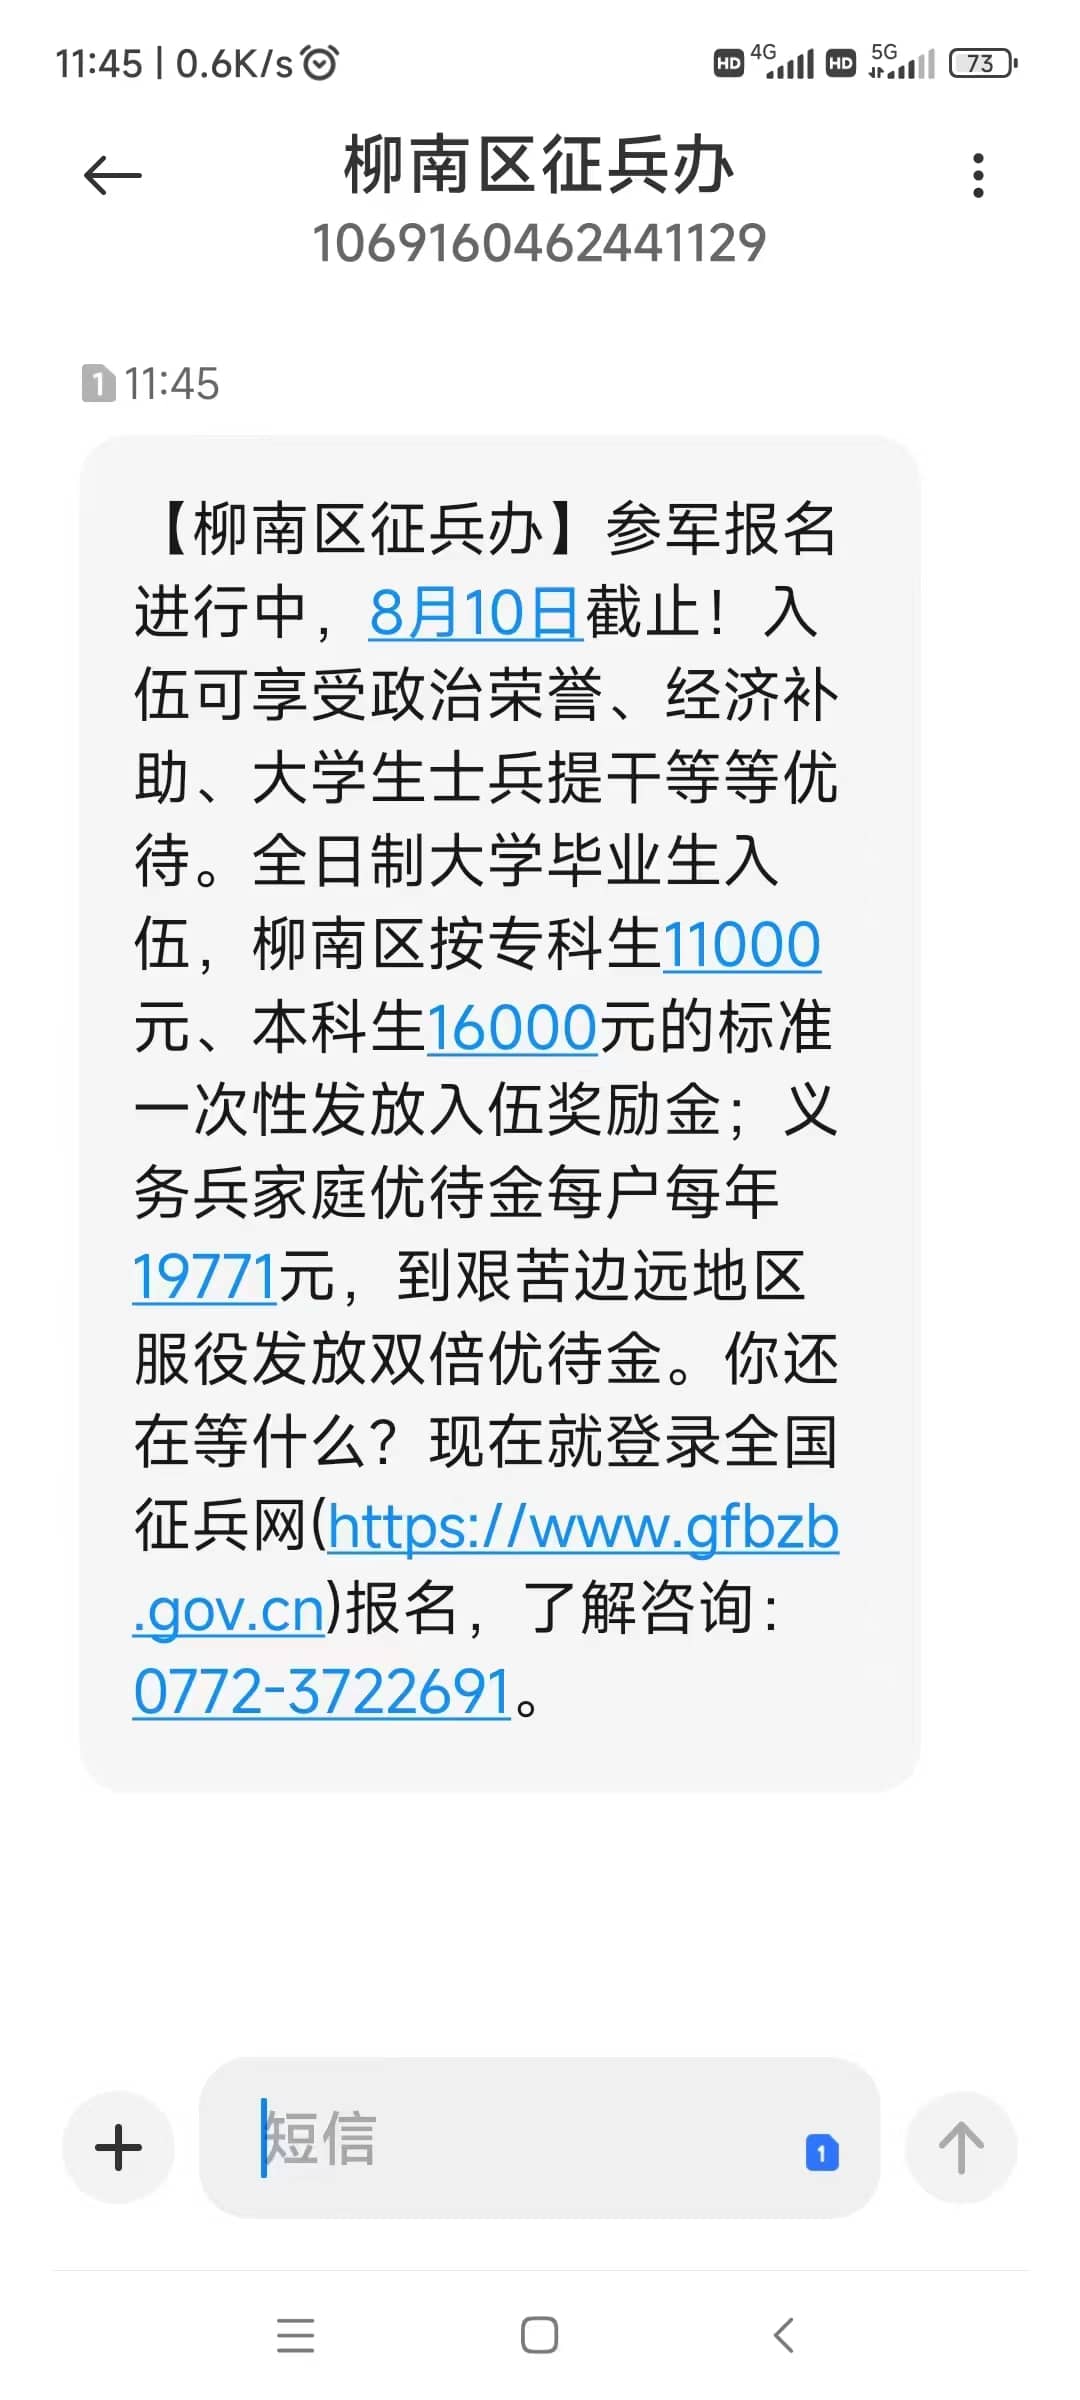 11:45 | 0.6K/s
HD 4G HD 5G 73
柳南区征兵办
1069160462441129
1 11:45
【柳南区征兵办】参军报名
进行中，8月10日截止！入
伍可享受政治荣誉、经济补
助、大学生士兵提干等等优
待。全日制大学毕业生入
伍，柳南区按专科生11000
元、本科生16000元的标准
一次性发放入伍奖励金；义
务兵家庭优待金每户每年
19771元，到艰苦边远地区
服役发放双倍优待金。你还
在等什么？现在就登录全国
征兵网(https://www.gfbzb
.gov.cn)报名，了解咨询：
0772-3722691。
短信
1